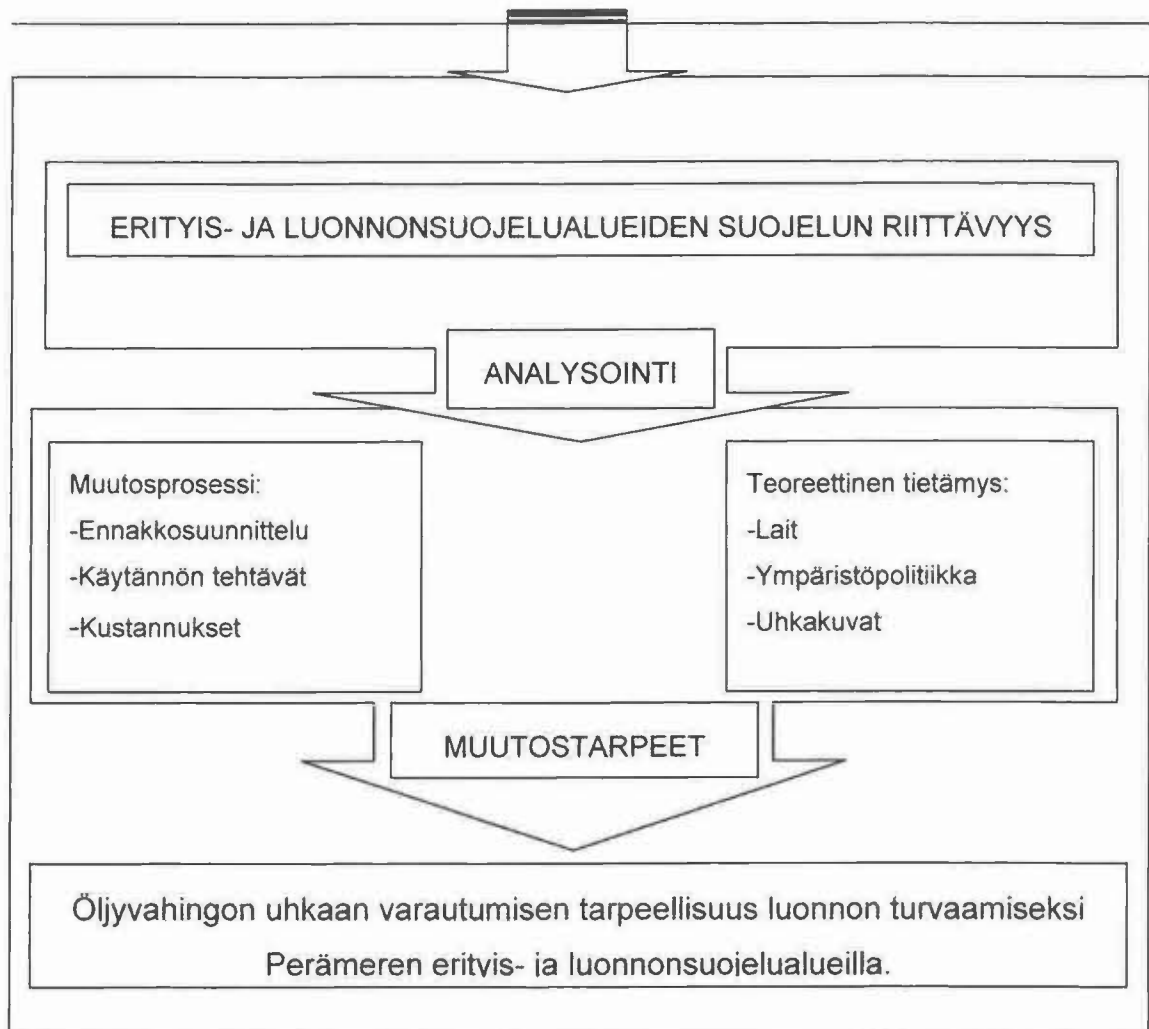 ERITYIS- JA LUONNONSUOJELUALUEIDEN SUOJELUN RIITTÄVYYS
ANALYSOINTI
Muutosprosessi:
-Ennakkosuunnittelu
-Käytännön tehtävät
-Kustannukset
Teoreettinen tietämys:
-Lait
-Ympäristöpolitiikka
-Uhkakuvat
MUUTOSTARPEET
Öljyvahingon uhkaan varautumisen tarpeellisuus luonnon turvaamiseksi
Perämeren erityis- ja luonnonsuojelualueilla.